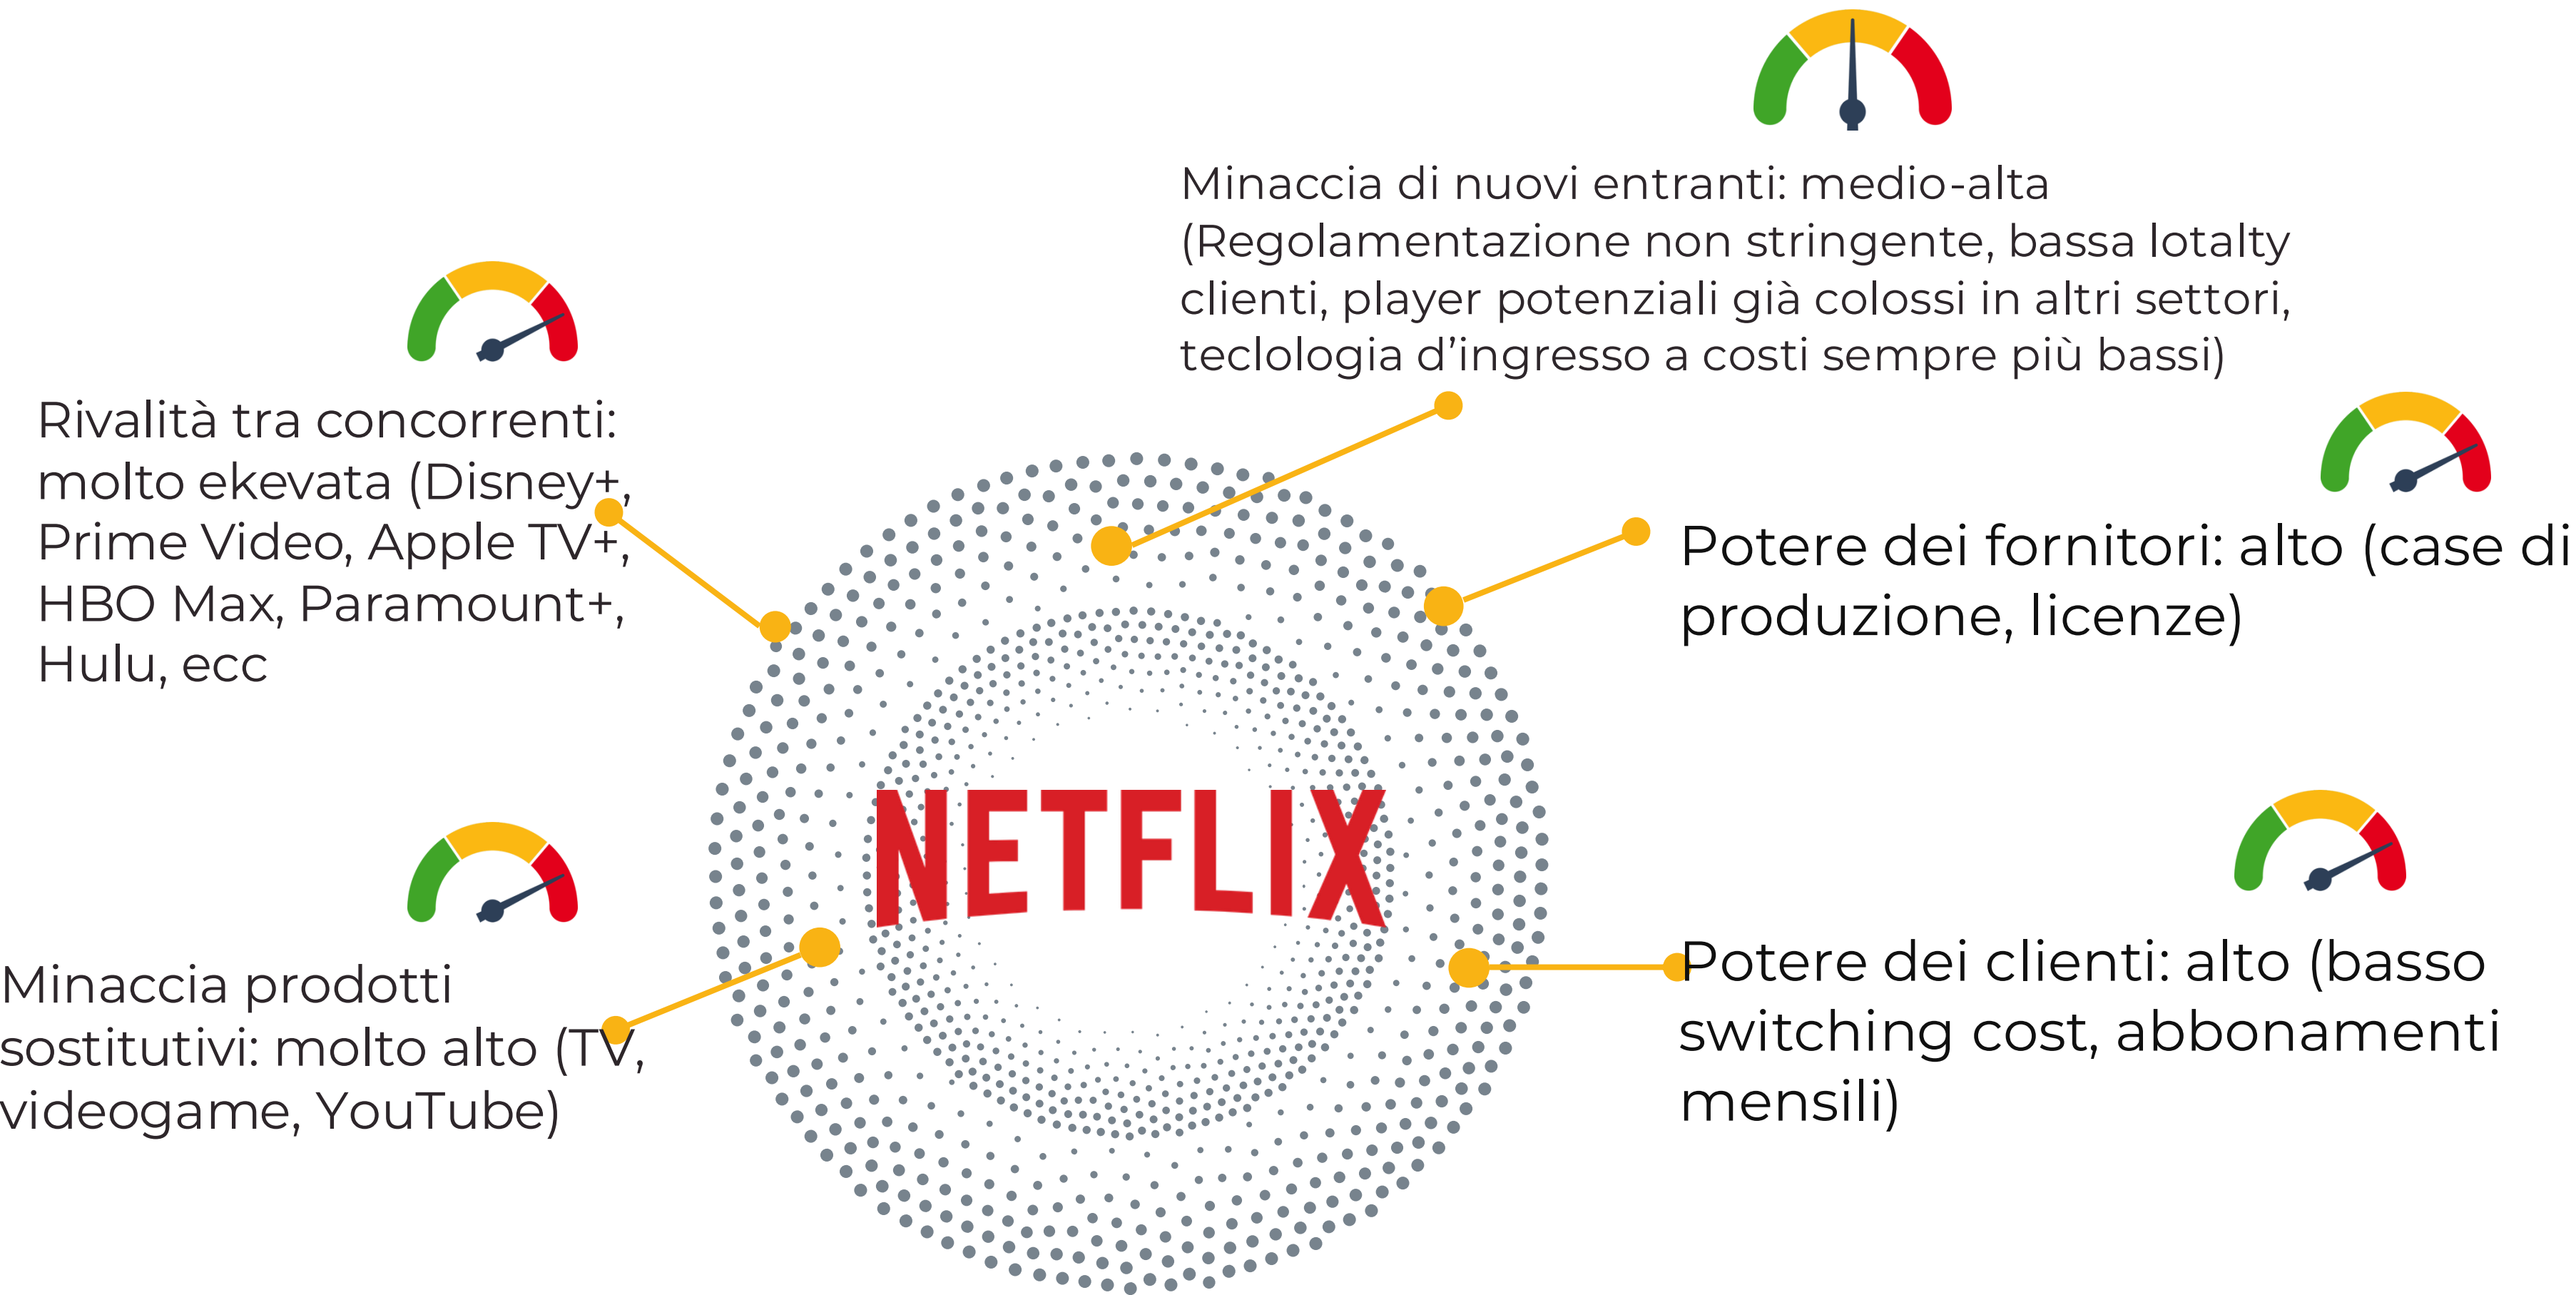 Minaccia di nuovi entranti: medio-alta
(Regolamentazione non stringente, bassa lotalty
clienti, player potenziali già colossi in altri settori,
teclologia d’ingresso a costi sempre più bassi)
Rivalità tra concorrenti:
molto ekevata (Disney+,
Prime Video, Apple TV+,
HBO Max, Paramount+,
Hulu, ecc
Potere dei fornitori: alto (case di
produzione, licenze)
NETFLIX
Minaccia prodotti
sostitutivi: molto alto (TV,
videogame, YouTube)
Potere dei clienti: alto (basso
switching cost, abbonamenti
mensili)